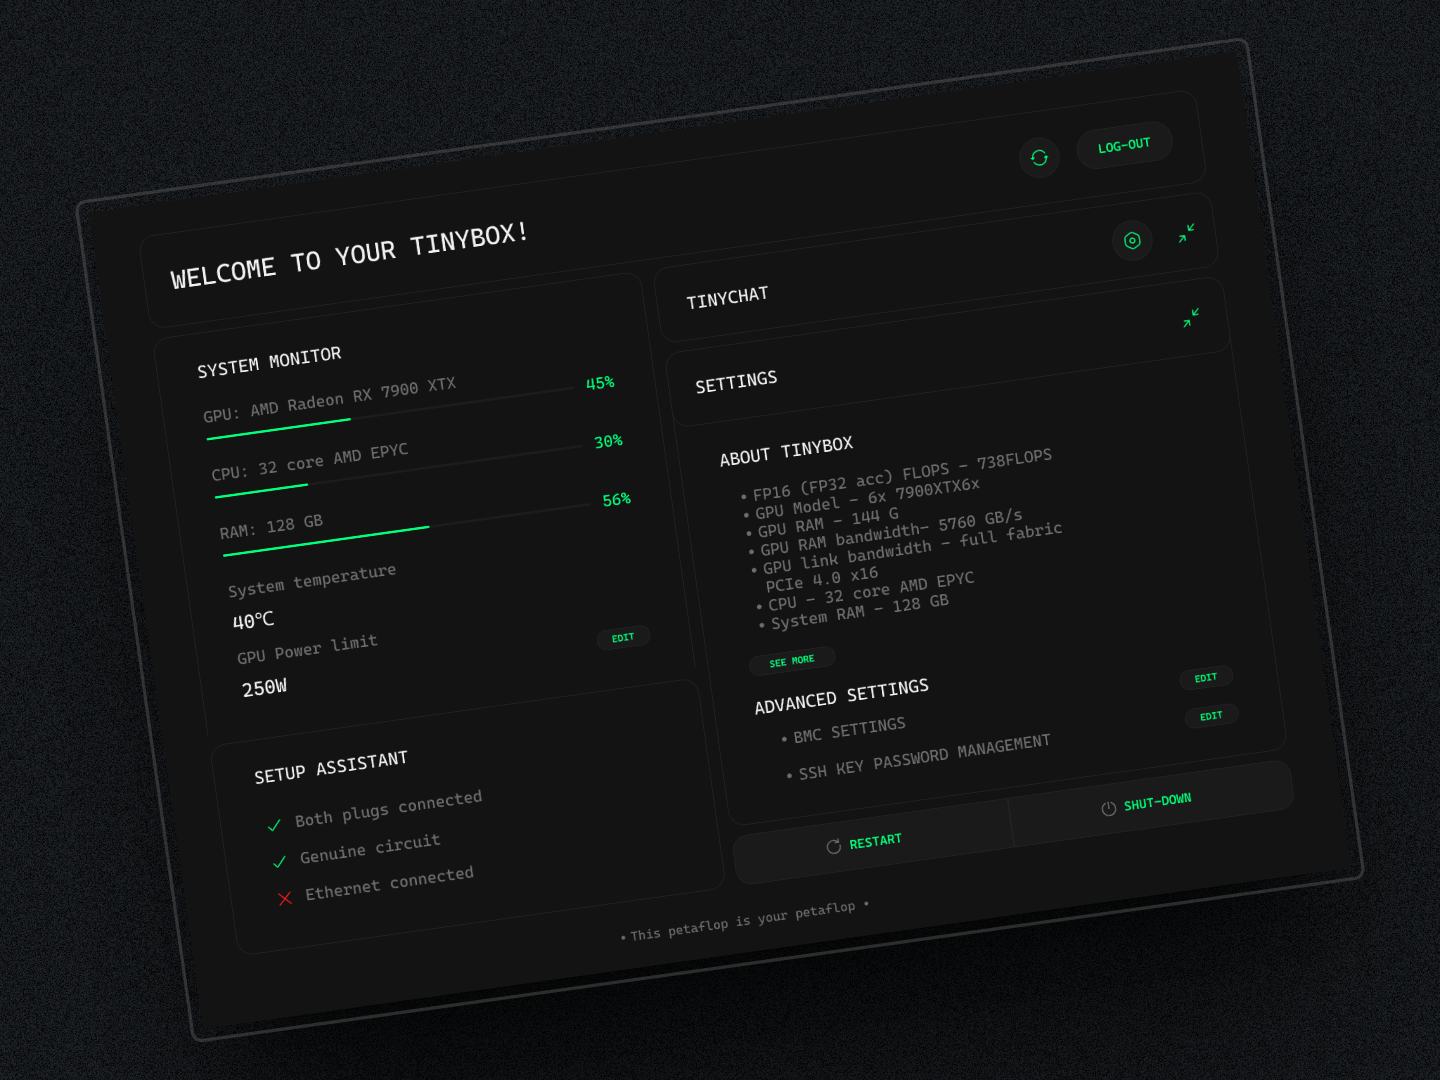 WELCOME TO YOUR TINYBOX!
LOG-OUT
SYSTEM MONITOR
GPU: AMD Radeon RX 7900 XTX
45%
CPU: 32 core AMD EPYC
30%
RAM: 128 GB
56%
System temperature
40°C
GPU Power limit
EDIT
250W
SETUP ASSISTANT
Both plugs connected
Genuine circuit
Ethernet connected
TINYCHAT
SETTINGS
ABOUT TINYBOX
• FP16 (FP32 acc) FLOPS – 738FLOPS
• GPU Model – 6x 7900XTX6x
• GPU RAM – 144 G
• GPU RAM bandwidth– 5760 GB/s
• GPU link bandwidth – full fabric
PCIe 4.0 x16
• CPU – 32 core AMD EPYC
• System RAM – 128 GB
SEE MORE
ADVANCED SETTINGS
EDIT
• BMC SETTINGS
EDIT
• SSH KEY PASSWORD MANAGEMENT
RESTART
SHUT-DOWN
• This petaflop is your petaflop •